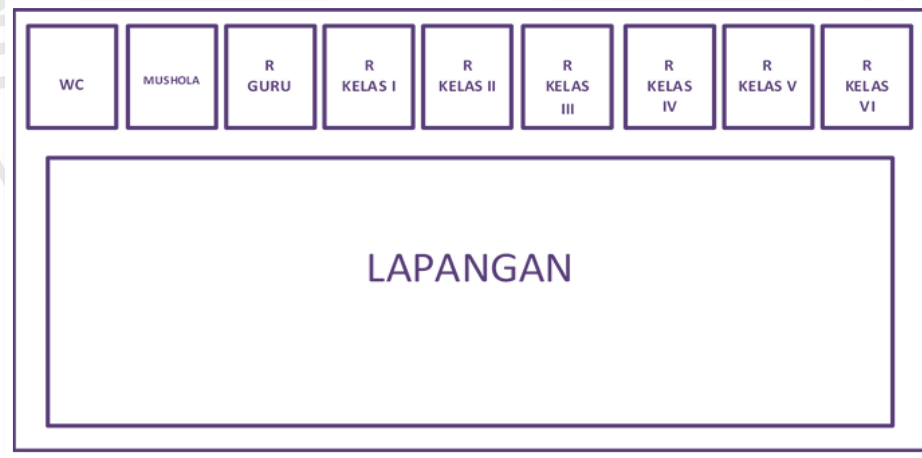 WC
MUSHOLA
R
GURU
R
KELAS I
R
KELAS II
R
KELAS
III
R
KELAS
IV
R
KELAS V
R
KELAS
VI
LAPANGAN